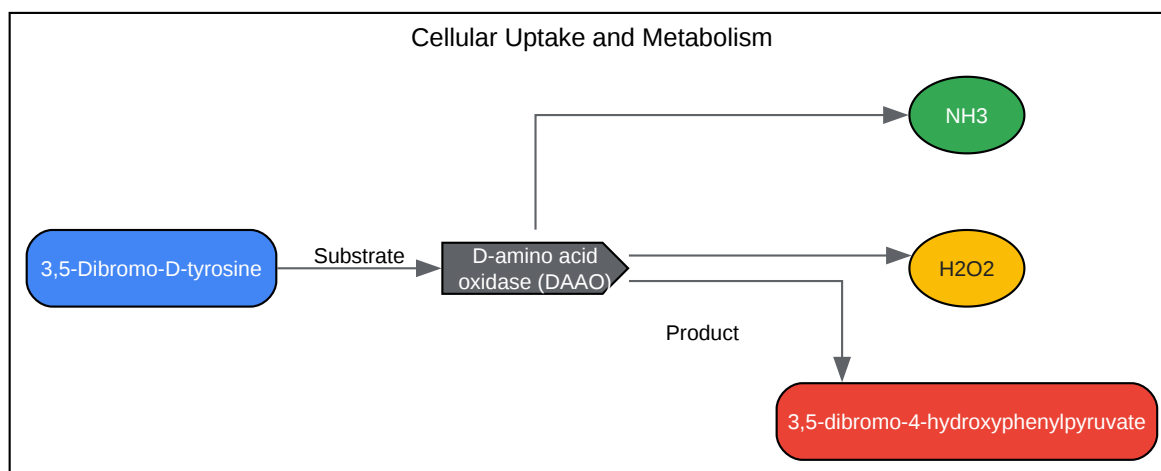 Cellular Uptake and Metabolism
NH3
3,5-Dibromo-D-tyrosine
Substrate
D-amino acid
oxidase (DAAO)
H2O2
Product
3,5-dibromo-4-hydroxyphenylpyruvate